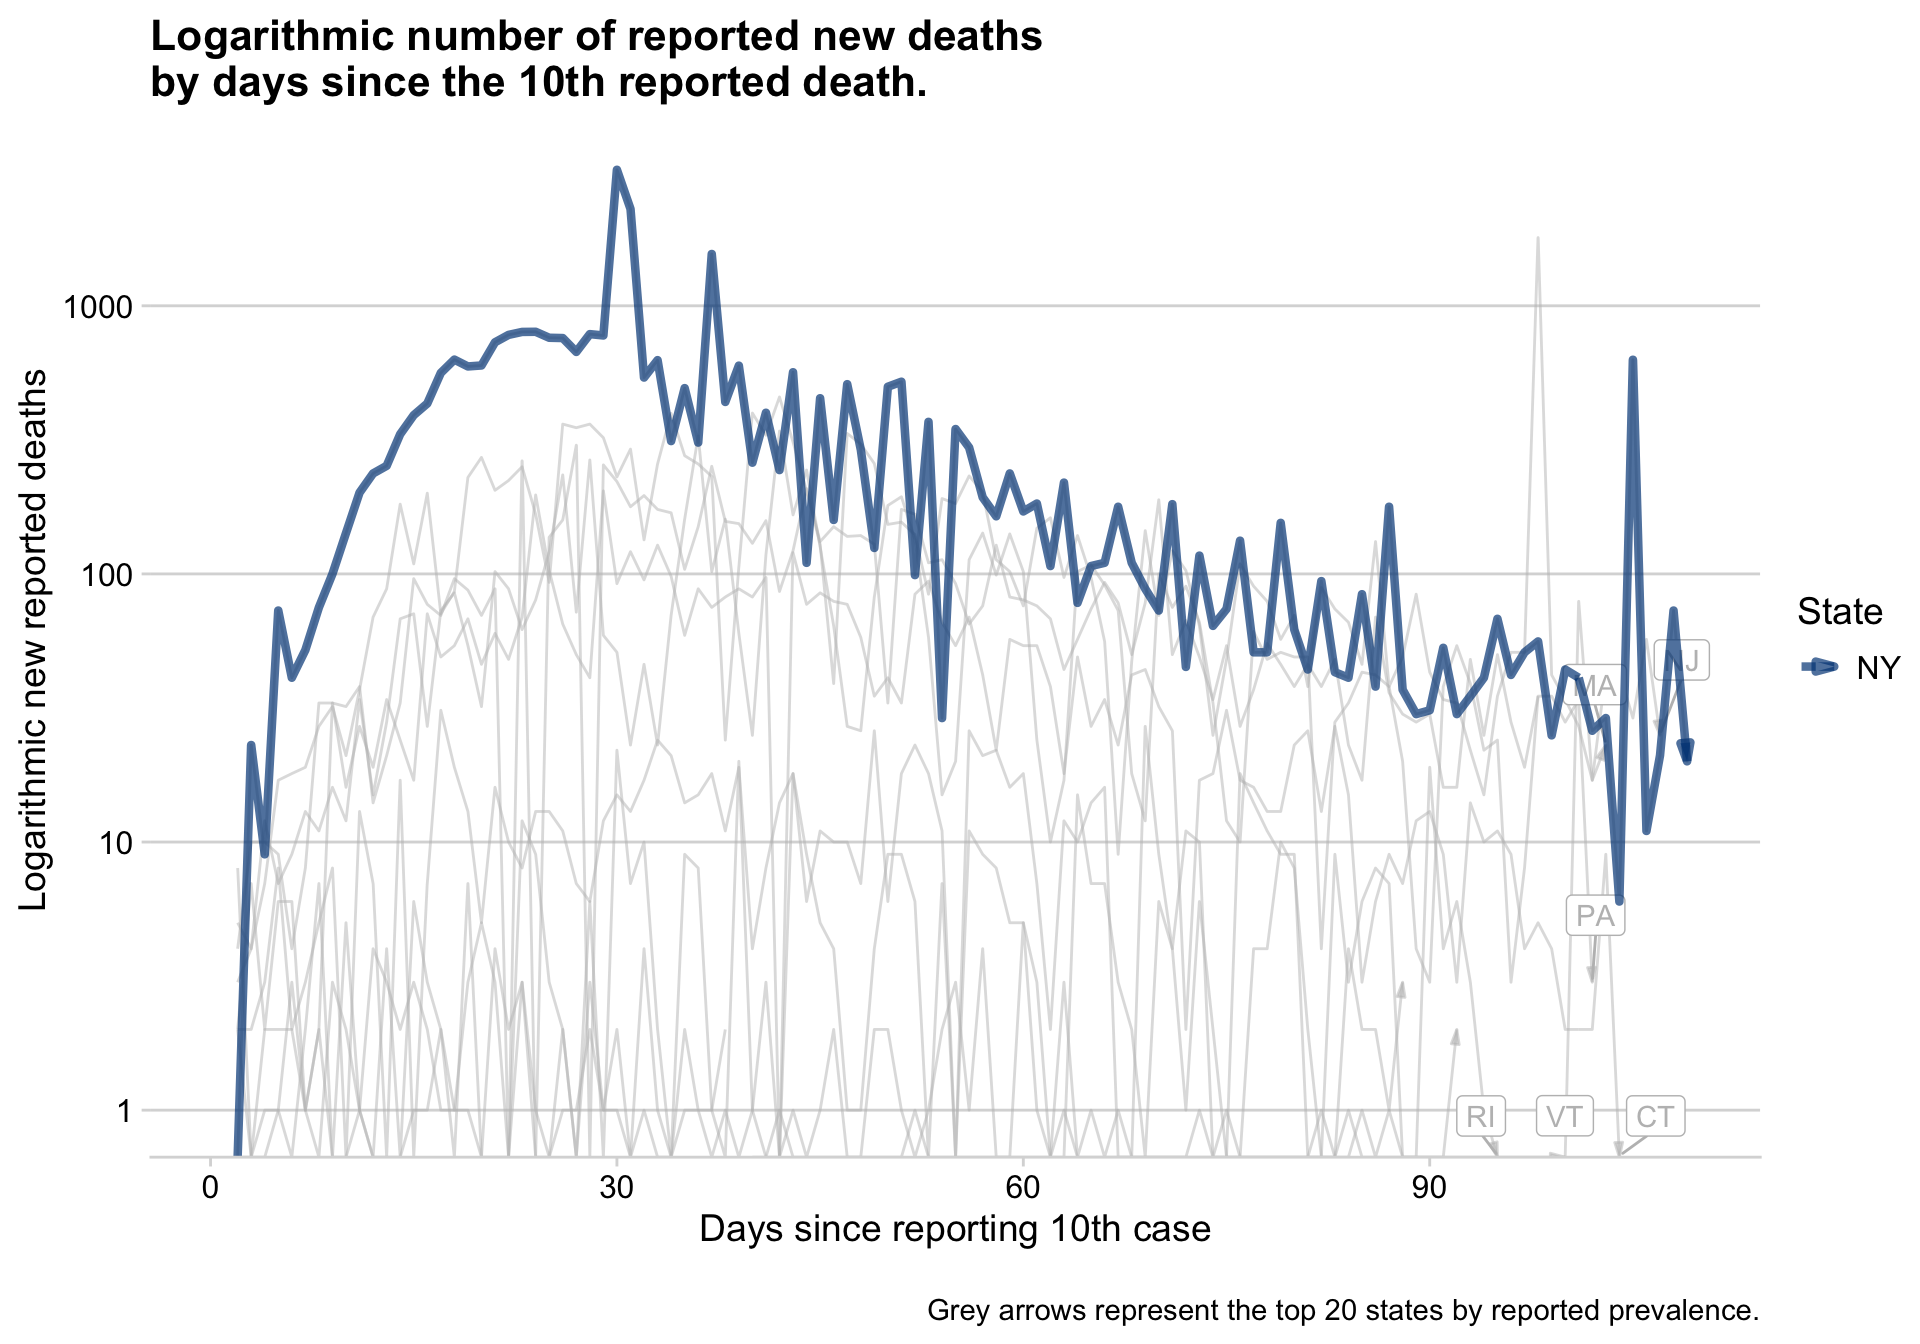 Logarithmic number of reported new deaths
by days since the 10th reported death.
Logarithmic new reported deaths
1000
100
10
1
0
30
60
90
MA
PA
RI
VT
CT
State
NY
Days since reporting 10th case
Grey arrows represent the top 20 states by reported prevalence.